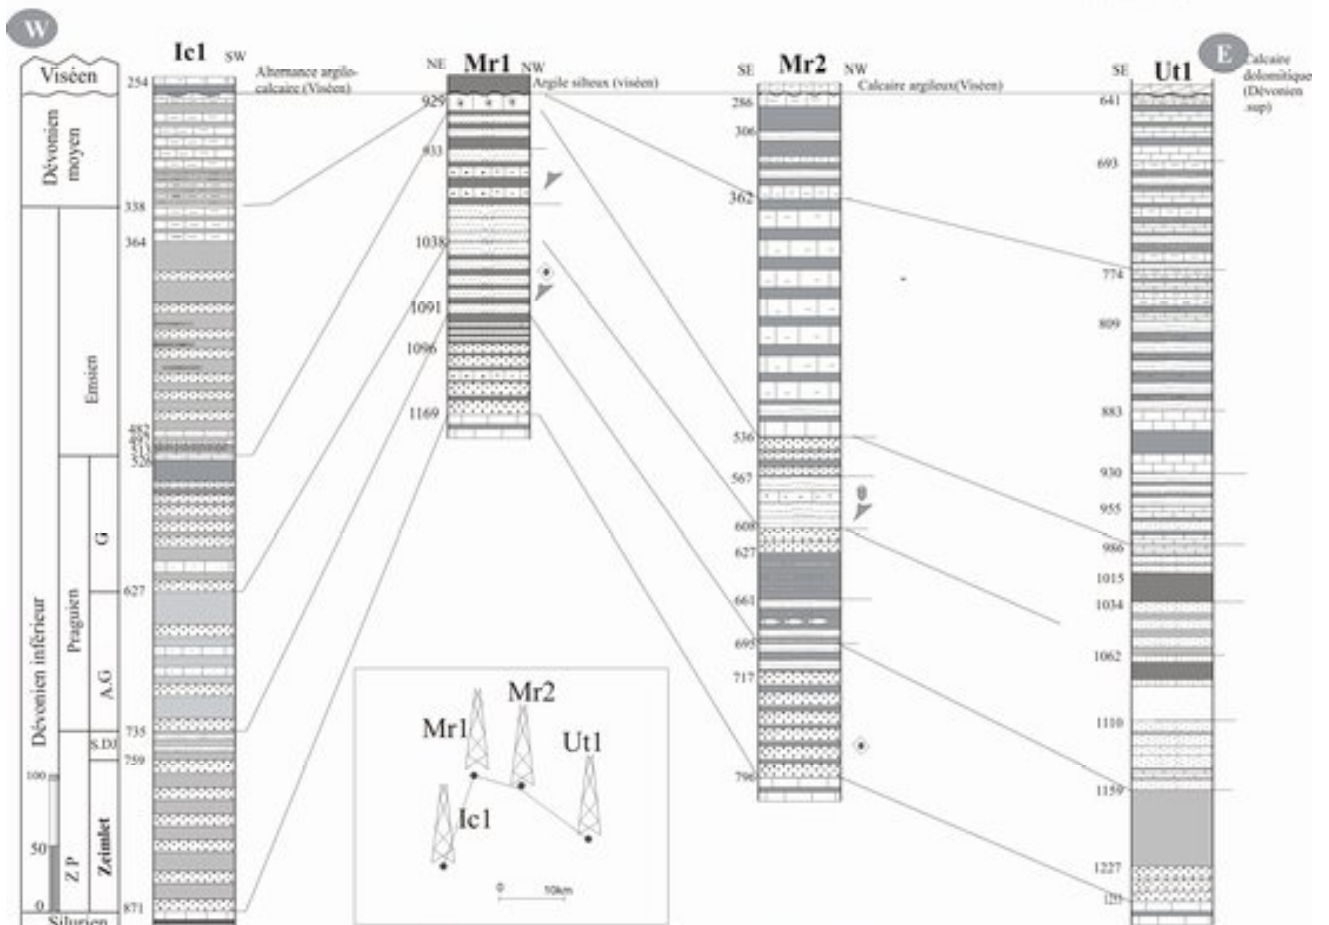 W
E
Ic1
SW
NE
Mr1
NW
SE
Mr2
NW
SE
Ut1
Alternance argilo-
calcaire (Viséen)
Argile silteux (viséen)
Calcaire argileux(Viséen)
Calcaire
dolomitique
(Dévonien
sup)
Viséen
Dévonien
moyen
Dévonien inférieur
Emsien
Praguien
G
A.G
S.DJ
Z P
Zeimlet
Silurien
100
50
0
254
338
364
482
627
735
759
871
929
933
1038
1091
1096
1169
286
306
362
536
567
608
627
661
695
717
796
641
693
774
809
883
930
955
986
1015
1034
1062
1110
1159
1227
Mr1
Mr2
Ut1
Ic1
0
10km